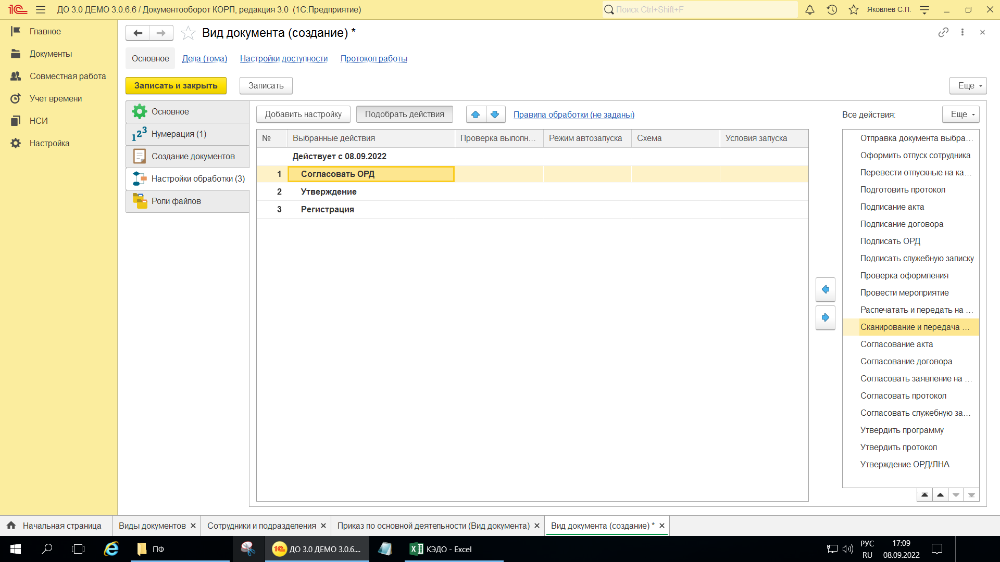 ДО 3.0 ДЕМО 3.0.6.6 / Документооборот КОРП, редакция 3.0 (1С:Предприятие)
Поиск Ctrl+Shift+F
Яковлев С.П.
Главное
Документы
Совместная работа
Учет времени
НСИ
Настройка
Вид документа (создание) *
Основное
Дела (тома)
Настройки доступности
Протокол работы
Записать и закрыть
Записать
Еще
Основное
Нумерация (1)
Создание документов
Настройки обработки (3)
Роли файлов
Добавить настройку
Подобрать действия
Правила обработки (не заданы)
Все действия:
Еще
№
Выбранные действия
Проверка выполн...
Режим автозапуска
Схема
Условия запуска
Действует с 08.09.2022
1 Согласовать ОРД
2 Утверждение
3 Регистрация
Отправка документа выбра...
Оформить отпуск сотрудника
Перевести отпускные на ка...
Подготовить протокол
Подписание акта
Подписание договора
Подписать ОРД
Подписать служебную записку
Проверка оформления
Провести мероприятие
Распечатать и передать на ...
Сканирование и передача ...
Согласование акта
Согласование договора
Согласовать заявление на ...
Согласовать протокол
Согласовать служебную за...
Утвердить программу
Утвердить протокол
Утверждение ОРД/ЛНА
Начальная страница
Виды документов
Сотрудники и подразделения
Приказ по основной деятельности (Вид документа)
Вид документа (создание) *
ПФ
ДО 3.0 ДЕМО 3.0.6....
КЭДО - Excel
РУС
RU
17:09
08.09.2022